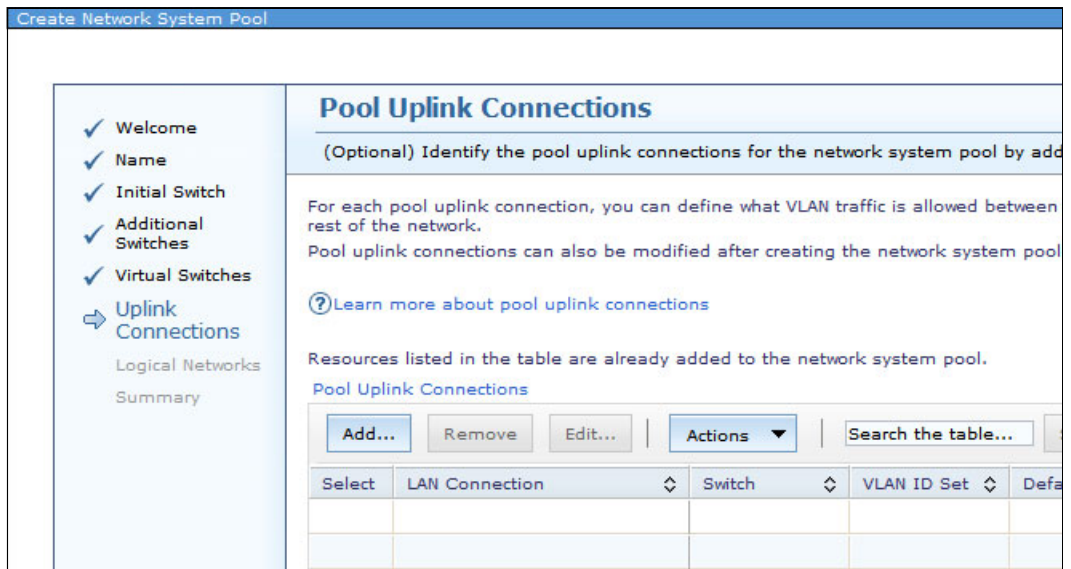 Create Network System Pool
Welcome
Name
Initial Switch
Additional
Switches
Virtual Switches
Uplink
Connections
Logical Networks
Summary
Pool Uplink Connections
(Optional) Identify the pool uplink connections for the network system pool by add
For each pool uplink connection, you can define what VLAN traffic is allowed between
rest of the network.
Pool uplink connections can also be modified after creating the network system pool
Learn more about pool uplink connections
Resources listed in the table are already added to the network system pool.
Pool Uplink Connections
Add... Remove Edit... Actions Search the table...
Select LAN Connection Switch VLAN ID Set Defa